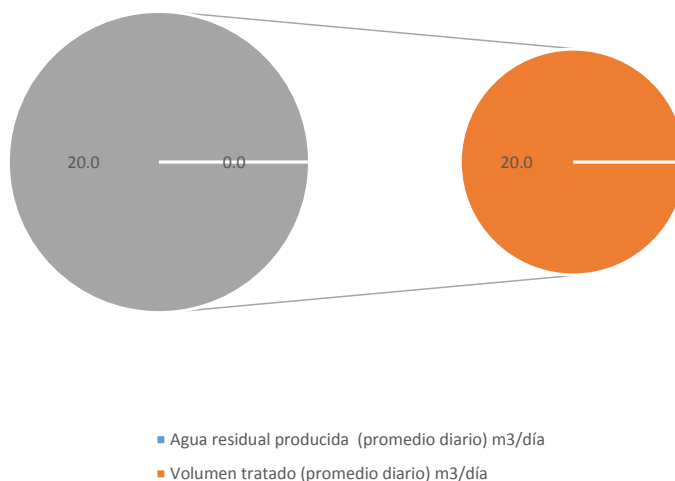 20.0
0.0
20.0
Agua residual producida (promedio diario) m3/día
Volumen tratado (promedio diario) m3/día